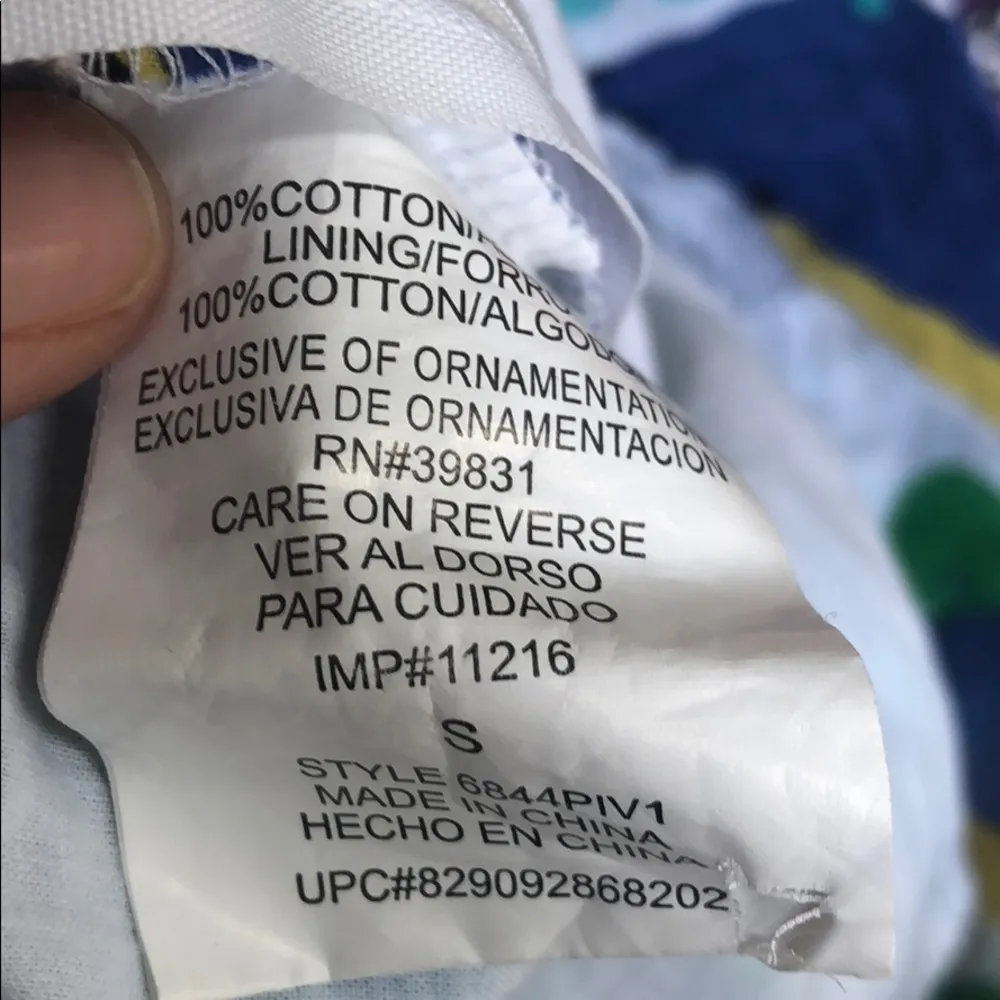 100%COTTON/
LINING/FORRO
100%COTTON/ALGODO
EXCLUSIVE OF ORNAMENTATION
EXCLUSIVA DE ORNAMENTACION
RN#39831
CARE ON REVERSE
VER AL DORSO
PARA CUIDADO
IMP#11216
S
STYLE 6844PIV1
MADE IN CHINA
HECHO EN CHINA
UPC#829092868202